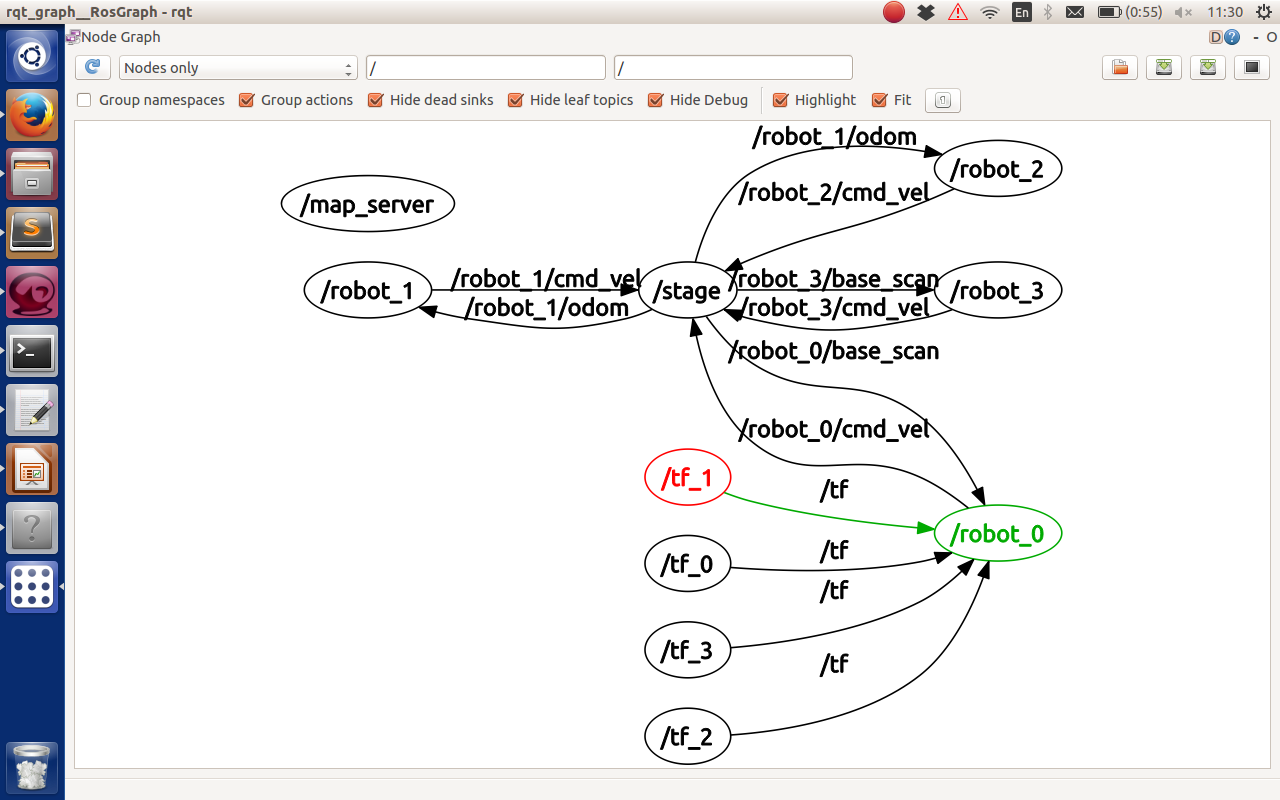 rqt_graph__RosGraph - rqt
En
(0:55)
11:30
Node Graph
D
?
- O
Nodes only
/
/
Group namespaces
Group actions
Hide dead sinks
Hide leaf topics
Hide Debug
Highlight
Fit
/robot_1/odom
/robot_2
/map_server
/robot_2/cmd_vel
/robot_1
/robot_1/cmd_vel
/stage
/robot_3/base_scan
/robot_3
/robot_1/odom
/robot_3/cmd_vel
/robot_0/base_scan
/robot_0/cmd_vel
/tf_1
/tf
/robot_0
/tf_0
/tf
/tf
/tf_3
/tf
/tf_2